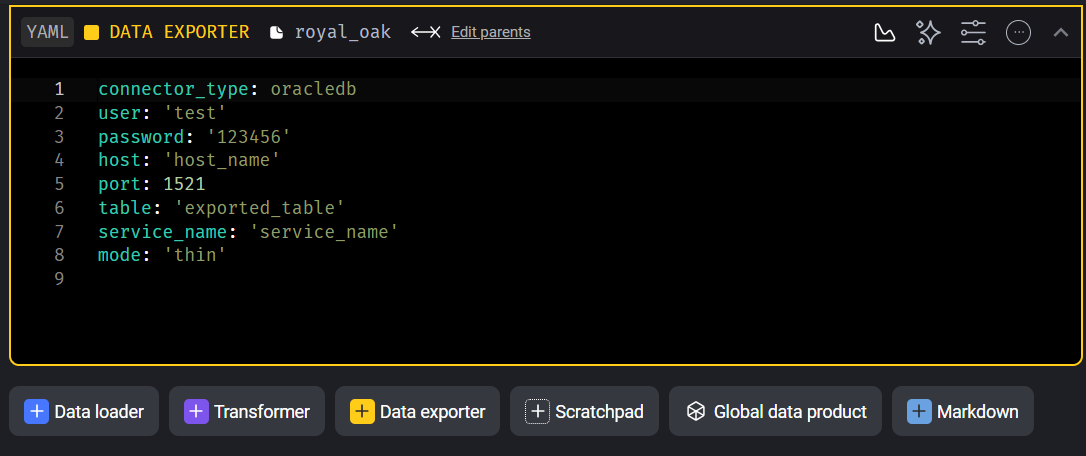 YAML DATA EXPORTER royal_oak Edit parents
1 connector_type: oracledb
2 user: 'test'
3 password: '123456'
4 host: 'host_name'
5 port: 1521
6 table: 'exported_table'
7 service_name: 'service_name'
8 mode: 'thin'
9
Data loader Transformer Data exporter Scratchpad Global data product Markdown